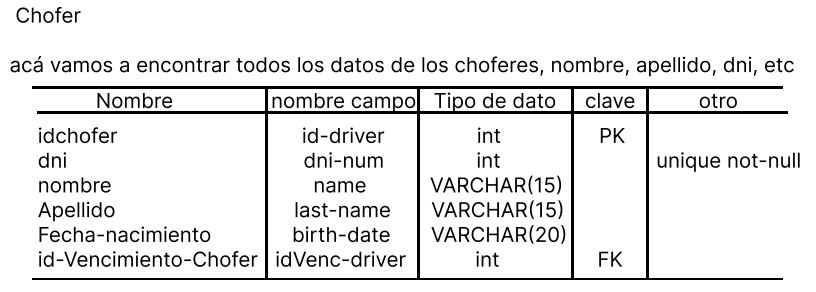 Chofer
acá vamos a encontrar todos los datos de los choferes, nombre, apellido, dni, etc
Nombre nombre campo Tipo de dato clave otro
idchofer id-driver int PK
dni dni-num int unique not-null
nombre name VARCHAR(15)
Apellido last-name VARCHAR(15)
Fecha-nacimiento birth-date VARCHAR(20)
id-Vencimiento-Chofer idVenc-driver int FK